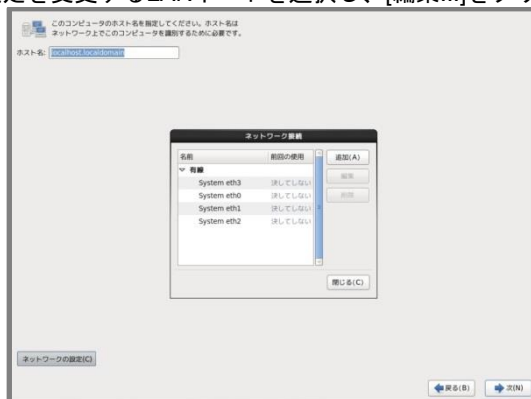 このコンピュータのホスト名を指定してください。ホスト名は
ネットワーク上でこのコンピュータを識別するために必要です。
ホスト名: localhost.localdomain
ネットワーク接続
名前 前回の使用
有線
System eth3 決してしない
System eth0 決してしない
System eth1 決してしない
System eth2 決してしない
追加(A)
編集
削除
閉じる(C)
ネットワークの設定(C)
戻る(B)
次(N)